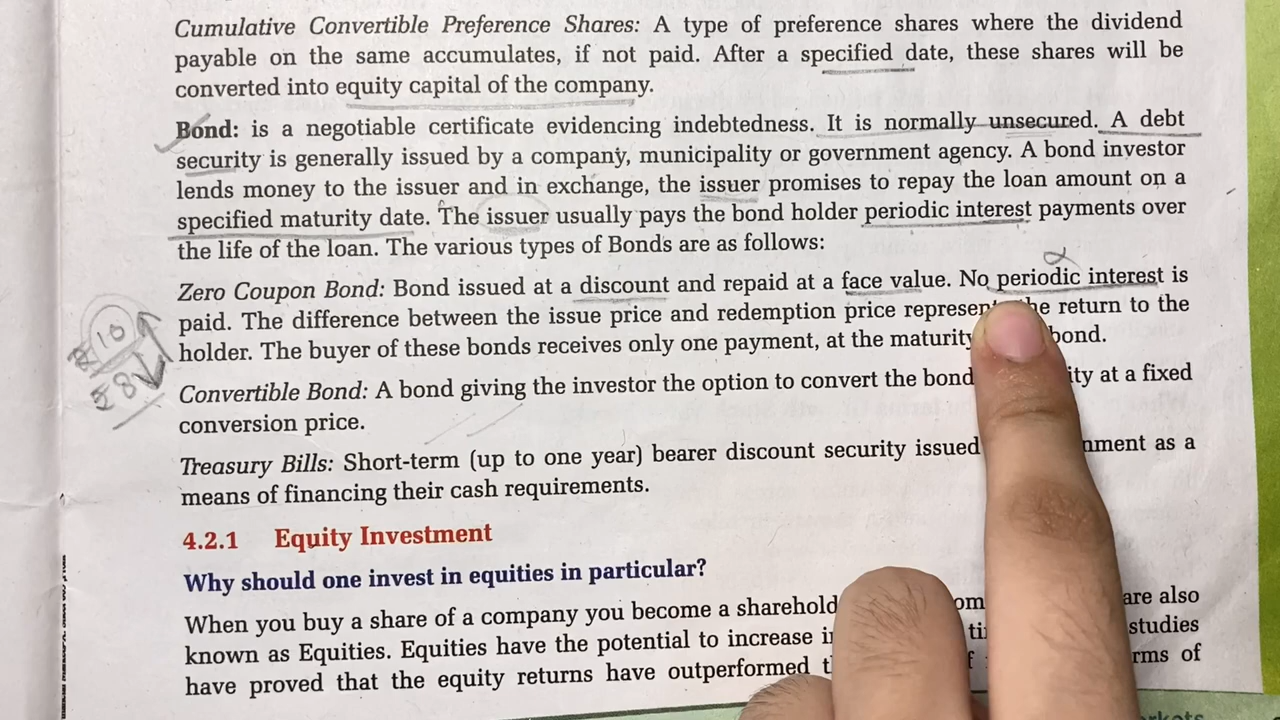 Cumulative Convertible Preference Shares: A type of preference shares where the dividend
payable on the same accumulates, if not paid. After a specified date, these shares will be
converted into equity capital of the company.
Bond: is a negotiable certificate evidencing indebtedness. It is normally unsecured. A debt
security is generally issued by a company, municipality or government agency. A bond investor
lends money to the issuer and in exchange, the issuer promises to repay the loan amount on a
specified maturity date. The issuer usually pays the bond holder periodic interest payments over
the life of the loan. The various types of Bonds are as follows:
Zero Coupon Bond: Bond issued at a discount and repaid at a face value. No periodic interest is
paid. The difference between the issue price and redemption price represen he return to the
holder. The buyer of these bonds receives only one payment, at the maturity bond.
10
8
Convertible Bond: A bond giving the investor the option to convert the bond ity at a fixed
conversion price.
Treasury Bills: Short-term (up to one year) bearer discount security issued nment as a
means of financing their cash requirements.
4.2.1 Equity Investment
Why should one invest in equities in particular?
When you buy a share of a company you become a sharehold om are also
known as Equities. Equities have the potential to increase i ti studies
have proved that the equity returns have outperformed t f rms of